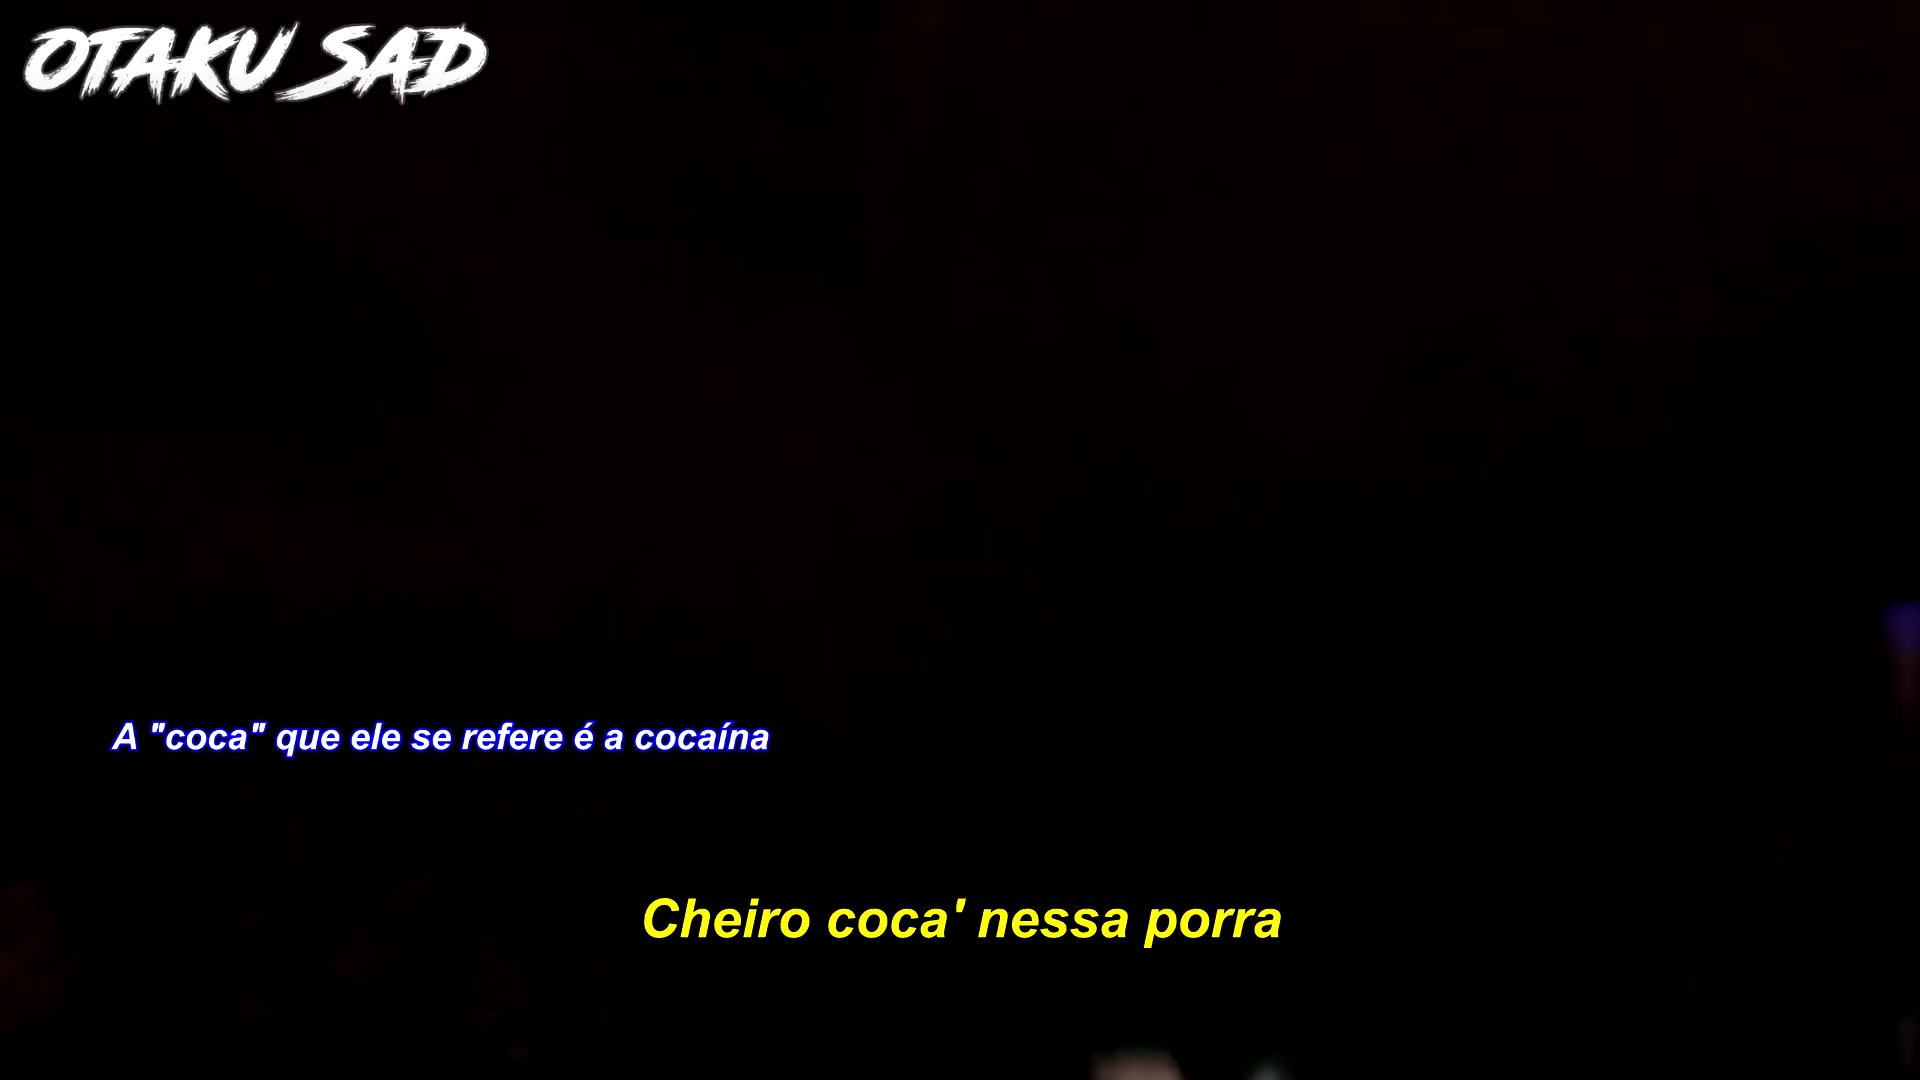 OTAKU SAD
A "coca" que ele se refere é a cocaína
Cheiro coca' nessa porra